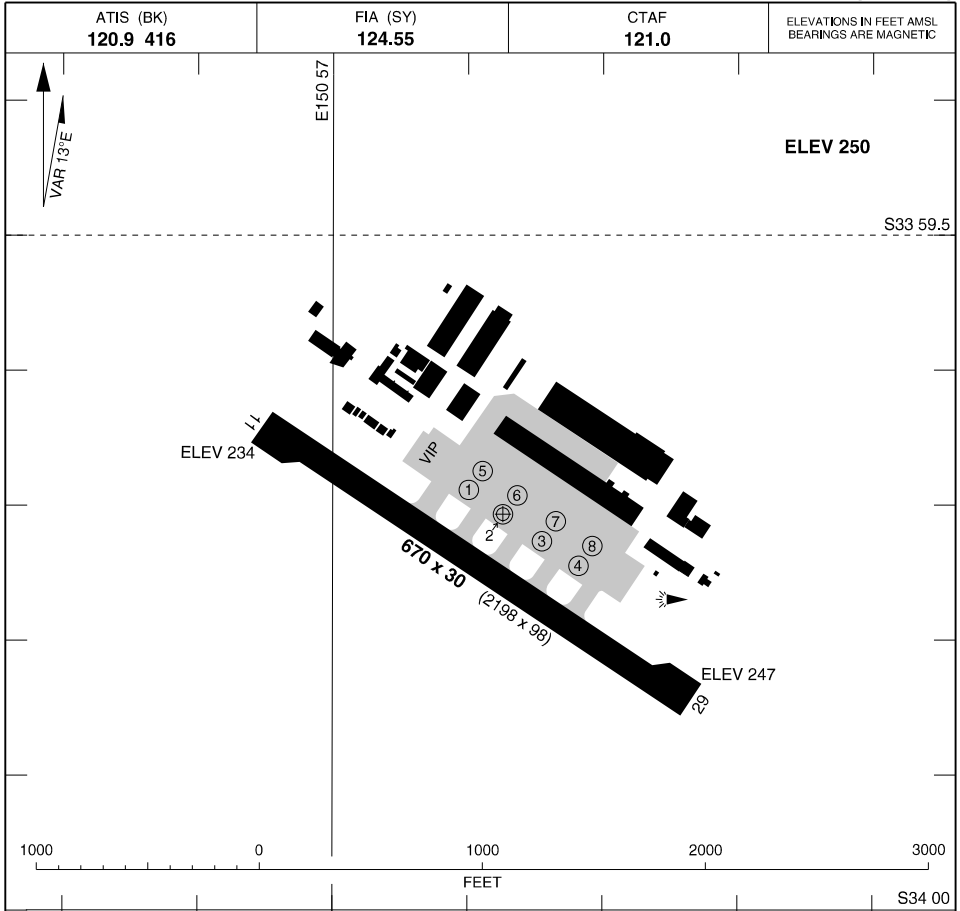 ATIS (BK)
120.9 416
FIA (SY)
124.55
CTAF
121.0
ELEVATIONS IN FEET AMSL
BEARINGS ARE MAGNETIC
E150 57
VAR 13°E
ELEV 250
S33 59.5
11
ELEV 234
VIP
5
1
6
2
7
3
8
4
670 x 30
(2198 x 98)
ELEV 247
29
1000
0
1000
2000
3000
FEET
S34 00